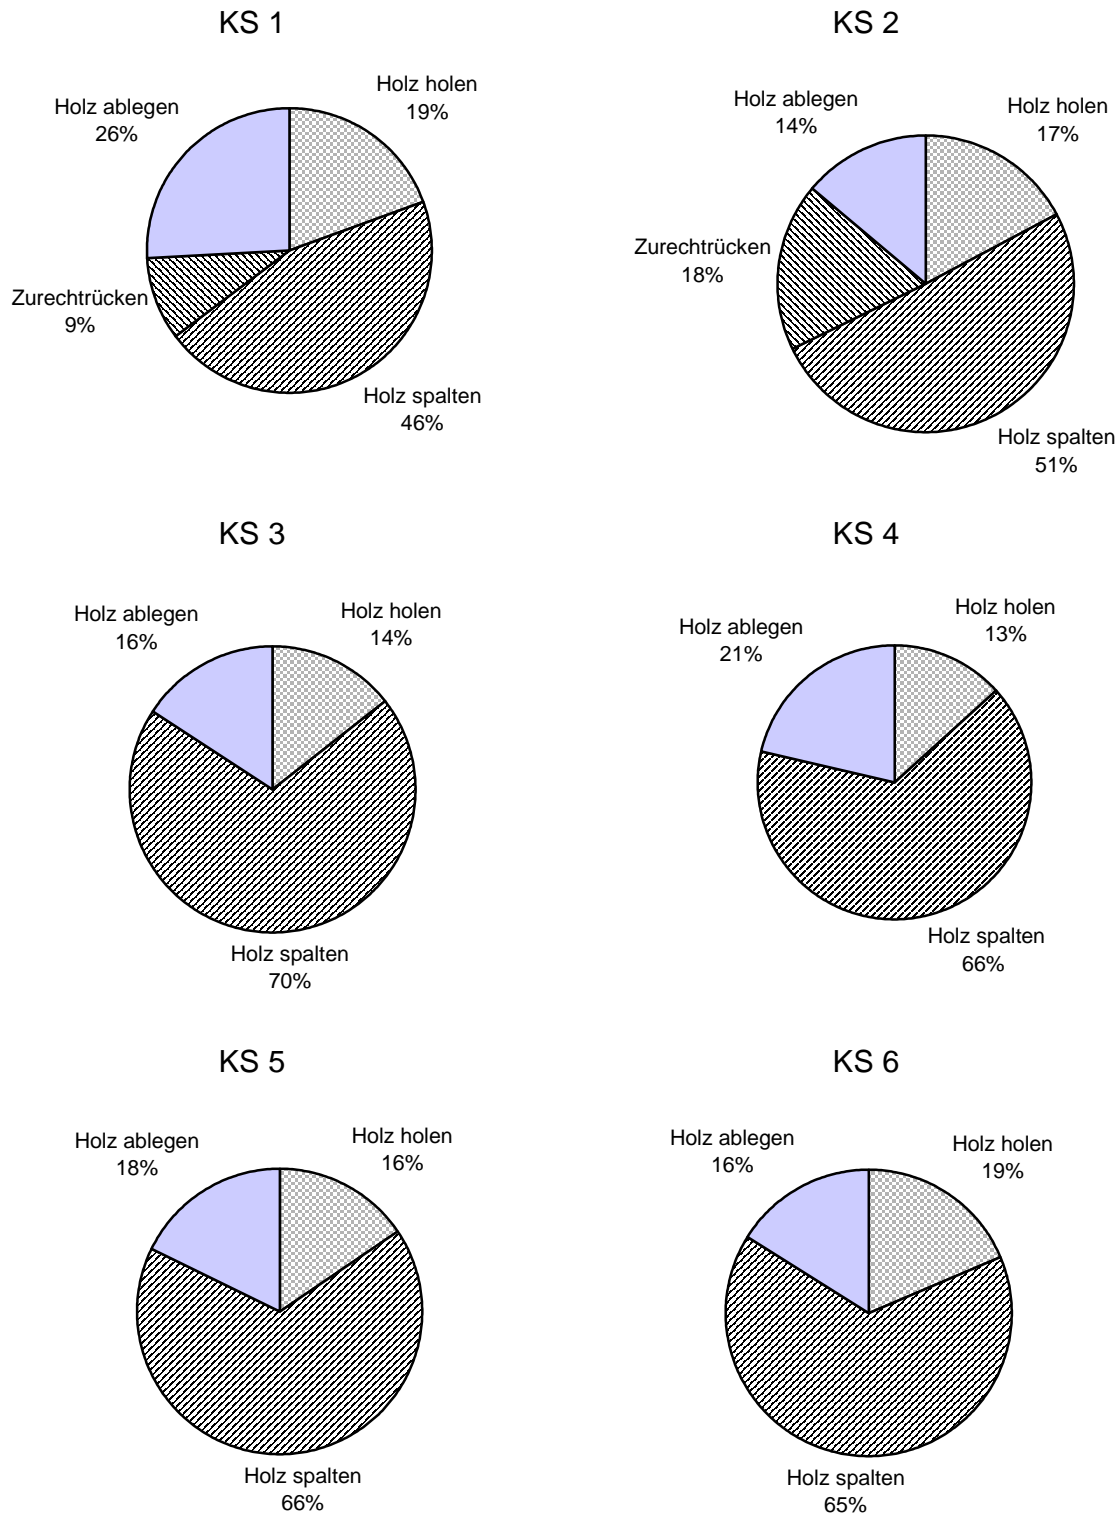 KS 1
Holz ablegen
26%
Holz holen
19%
Zurechtrücken
9%
Holz spalten
46%
KS 2
Holz ablegen
14%
Holz holen
17%
Zurechtrücken
18%
Holz spalten
51%
KS 3
Holz ablegen
16%
Holz holen
14%
Holz spalten
70%
KS 4
Holz ablegen
21%
Holz holen
13%
Holz spalten
66%
KS 5
Holz ablegen
18%
Holz holen
16%
Holz spalten
66%
KS 6
Holz ablegen
16%
Holz holen
19%
Holz spalten
65%